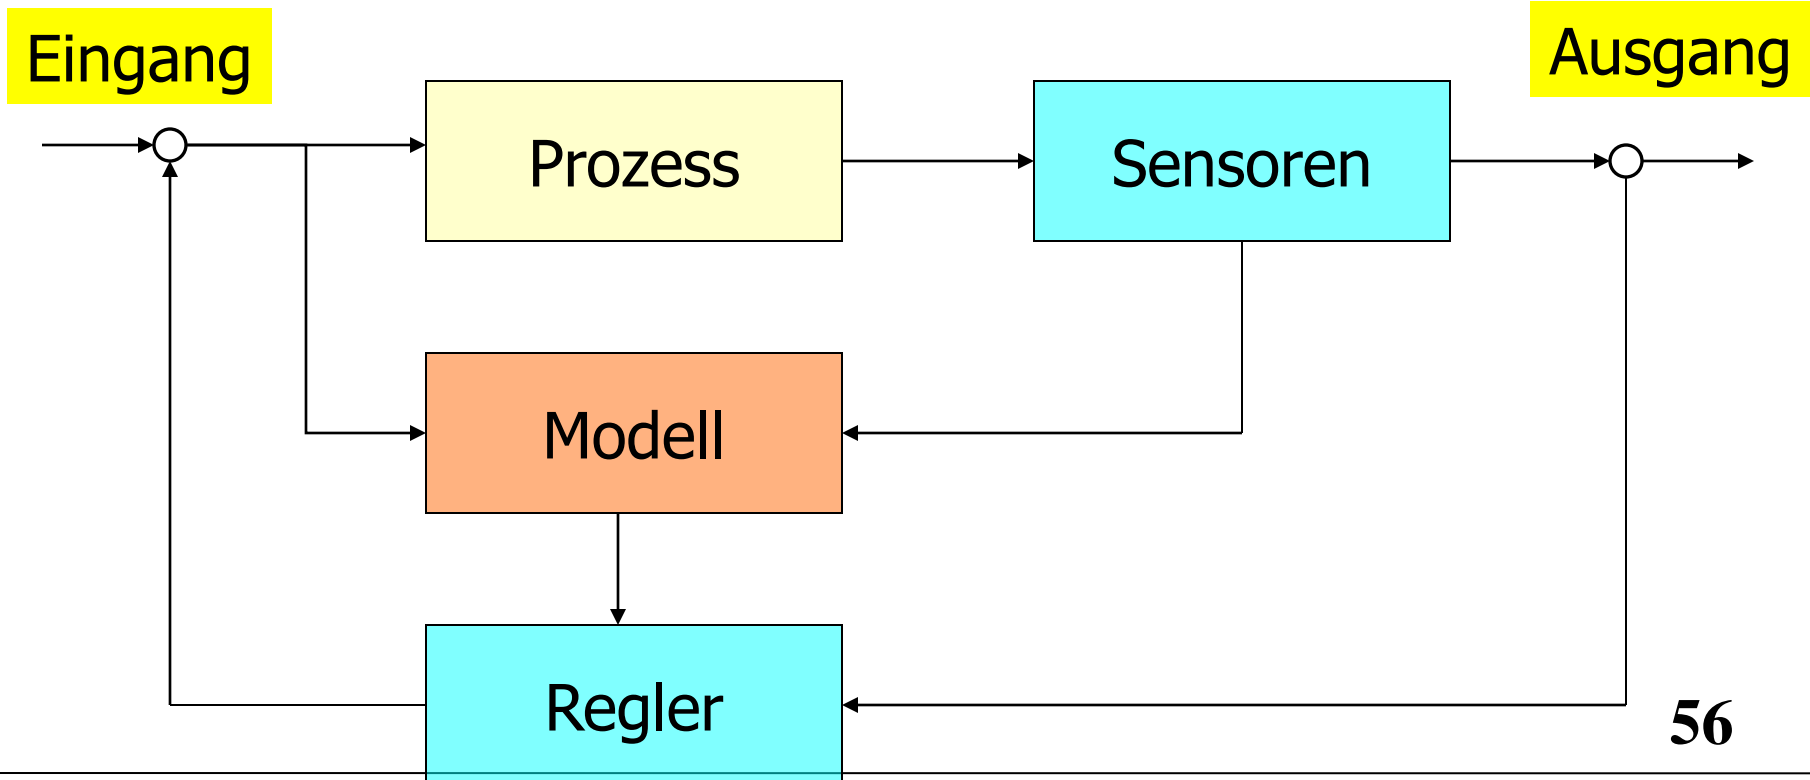 Eingang
Ausgang
Prozess
Sensoren
Modell
Regler
56